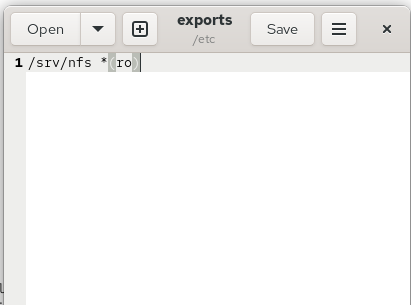 Open
exports
/etc
Save
1 /srv/nfs *(ro)